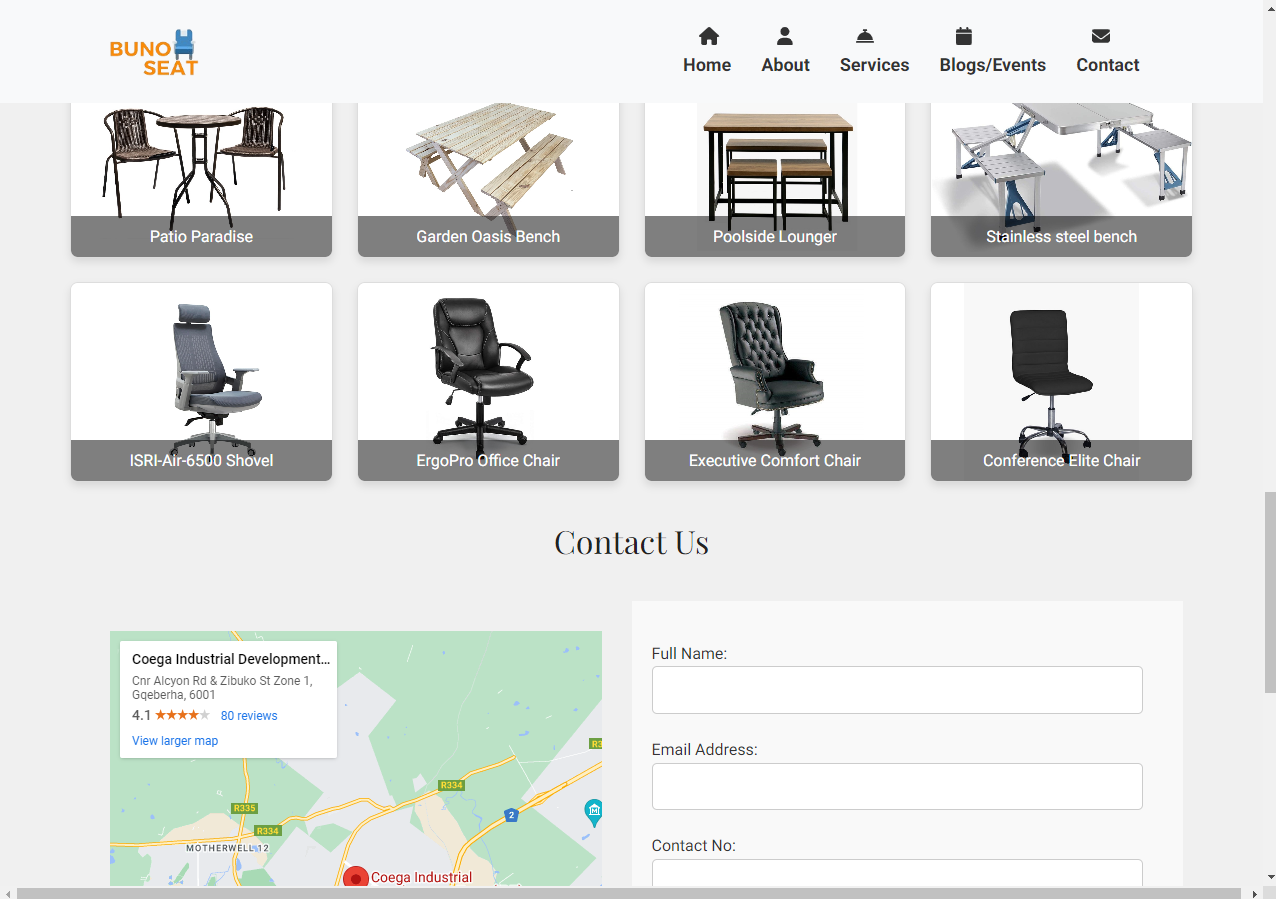 BUNO
SEAT
Home
About
Services
Blogs/Events
Contact
Patio Paradise
Garden Oasis Bench
Poolside Lounger
Stainless steel bench
ISRI-Air-6500 Shovel
ErgoPro Office Chair
Executive Comfort Chair
Conference Elite Chair
Contact Us
Coega Industrial Development...
Cnr Alcyon Rd & Zibuko St Zone 1,
Gqeberha, 6001
4.1 80 reviews
View larger map
R3
R334
R335
2
R334
MOTHERWELL 12
Coega Industrial
Full Name:
Email Address:
Contact No: